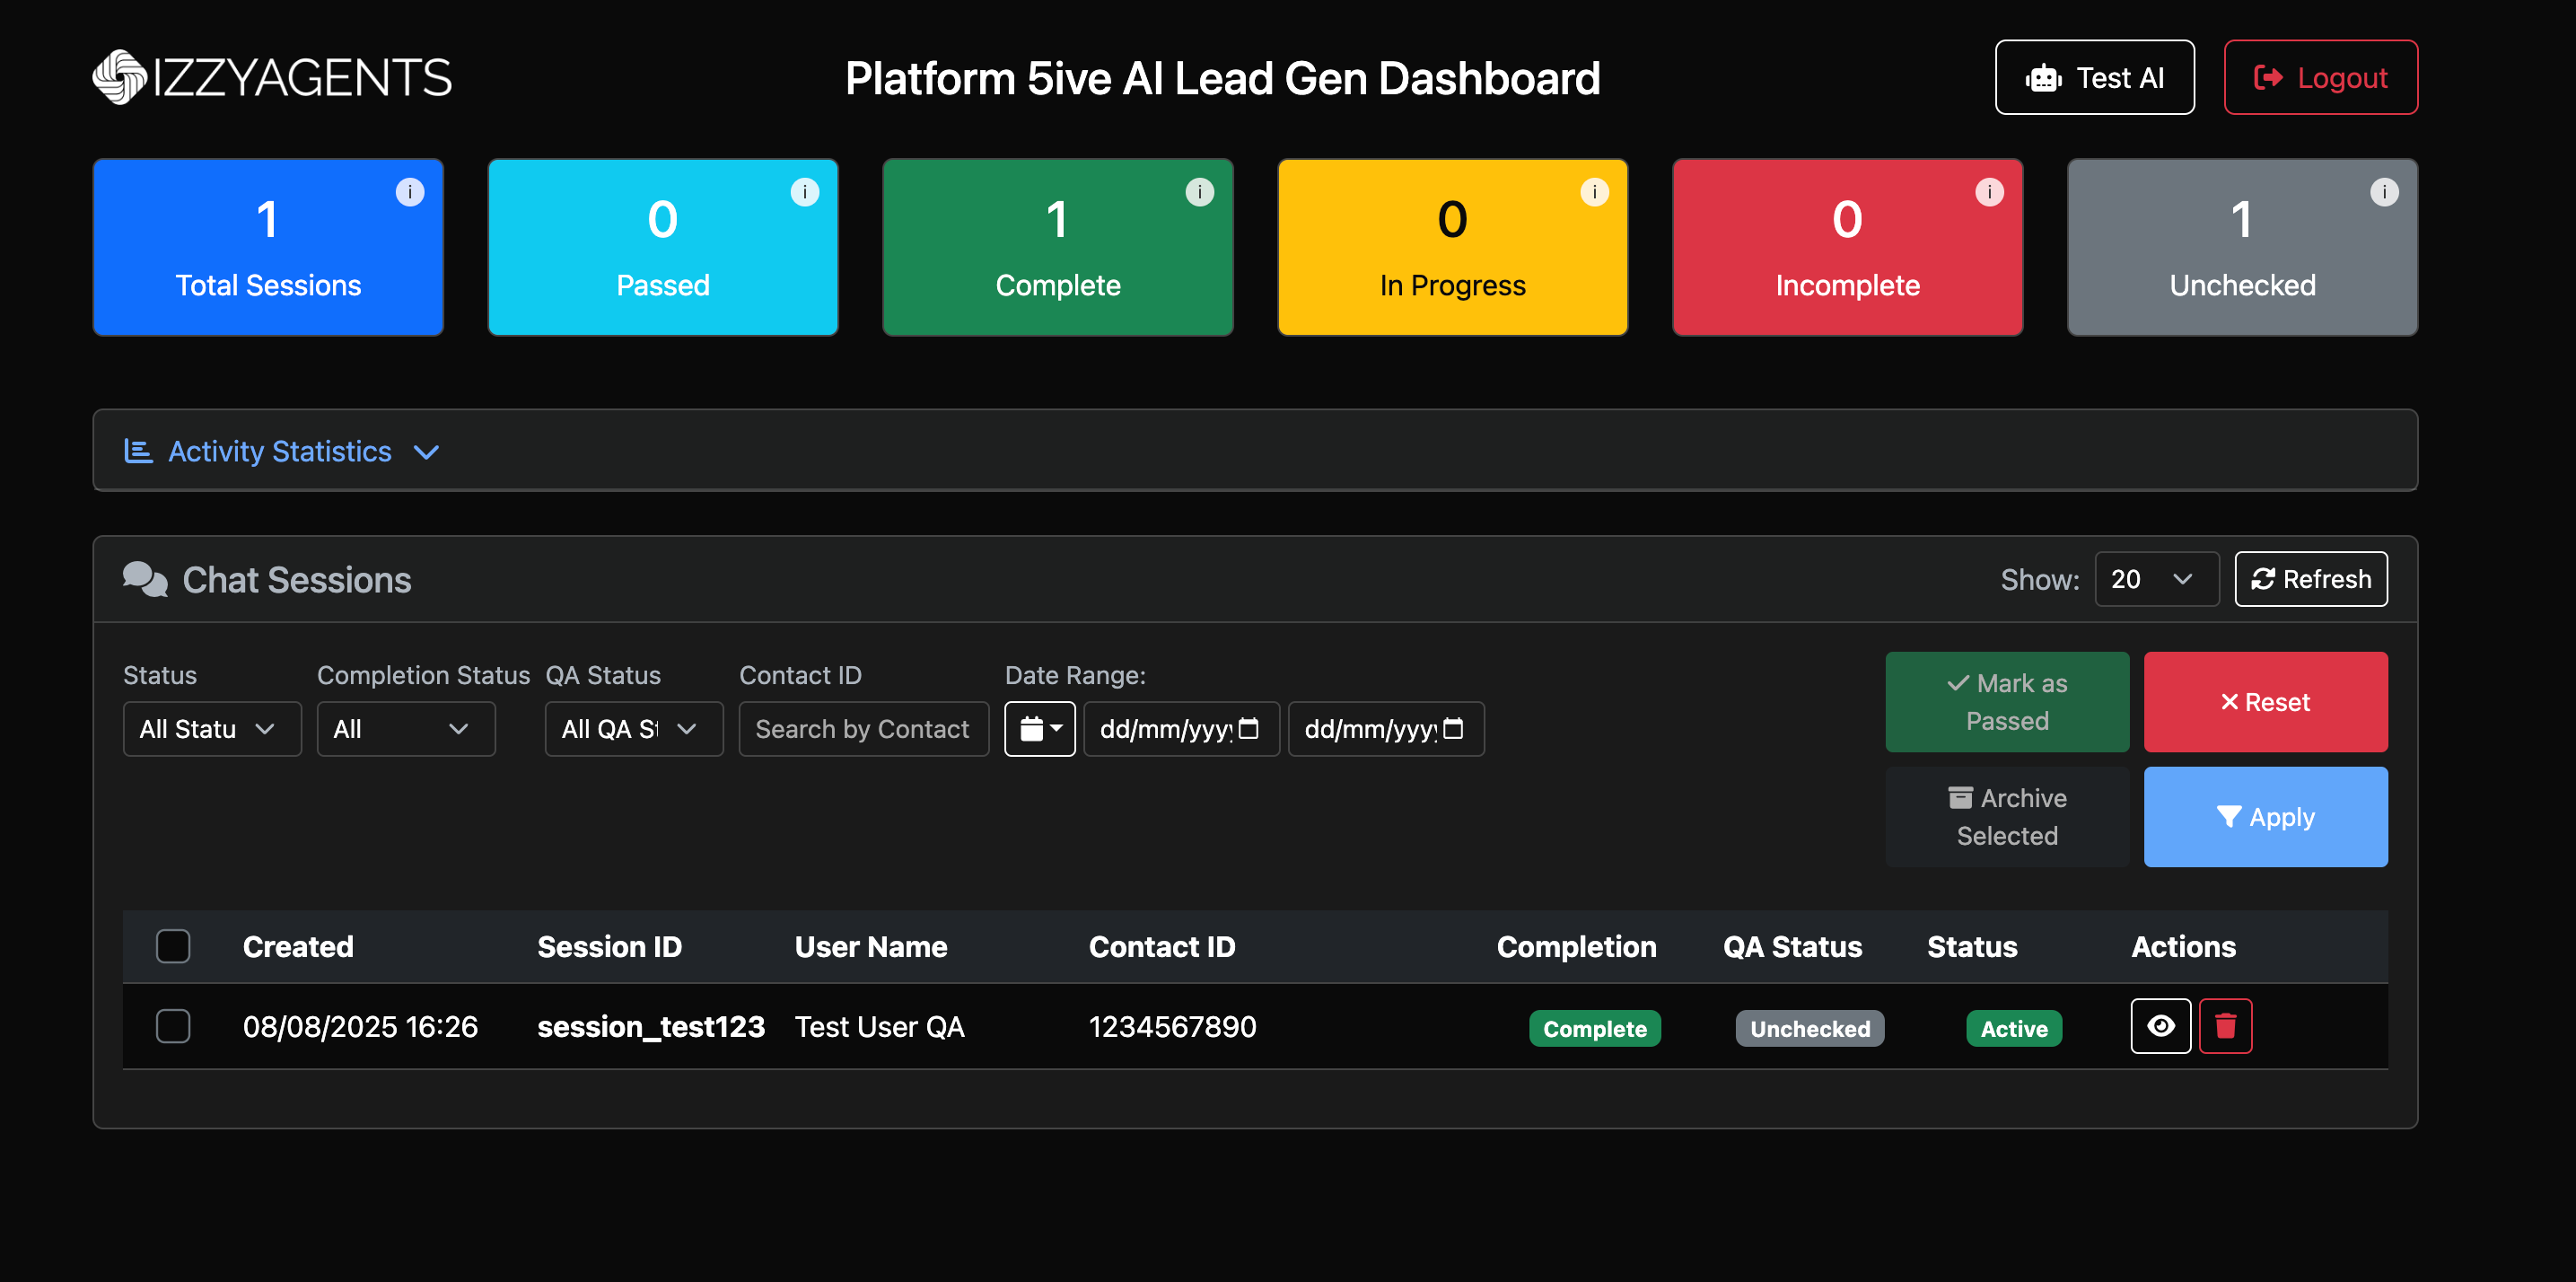 IZZYAGENTS
Platform 5ive AI Lead Gen Dashboard
Test AI
Logout
1
Total Sessions
i
0
Passed
i
1
Complete
i
0
In Progress
i
0
Incomplete
i
1
Unchecked
i
Activity Statistics
Chat Sessions
Show:
20
Refresh
Status
Completion Status
QA Status
Contact ID
Date Range:
All Statu
All
All QA St
Search by Contact
dd/mm/yyyy
dd/mm/yyyy
Mark as
Passed
Reset
Archive
Selected
Apply
Created Session ID User Name Contact ID Completion QA Status Status Actions
08/08/2025 16:26 session_test123 Test User QA 1234567890 Complete Unchecked Active